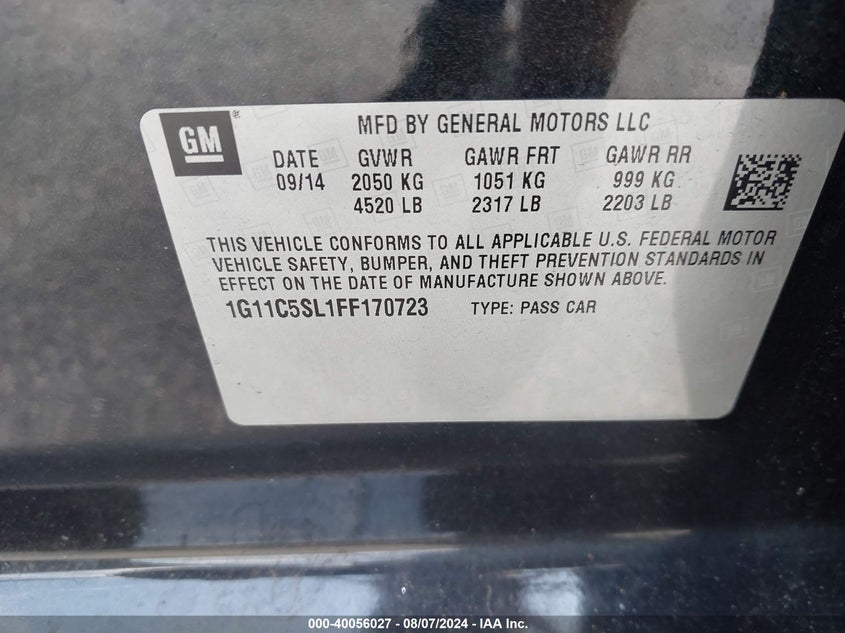 GM®
MFD BY GENERAL MOTORS LLC
DATE GVWR GAWR FRT GAWR RR
09/14 2050 KG 1051 KG 999 KG
4520 LB 2317 LB 2203 LB
THIS VEHICLE CONFORMS TO ALL APPLICABLE U.S. FEDERAL MOTOR
VEHICLE SAFETY, BUMPER, AND THEFT PREVENTION STANDARDS IN
EFFECT ON THE DATE OF MANUFACTURE SHOWN ABOVE.
1G11C5SL1FF170723 TYPE: PASS CAR
000-40056027 - 08/07/2024 - IAA Inc.